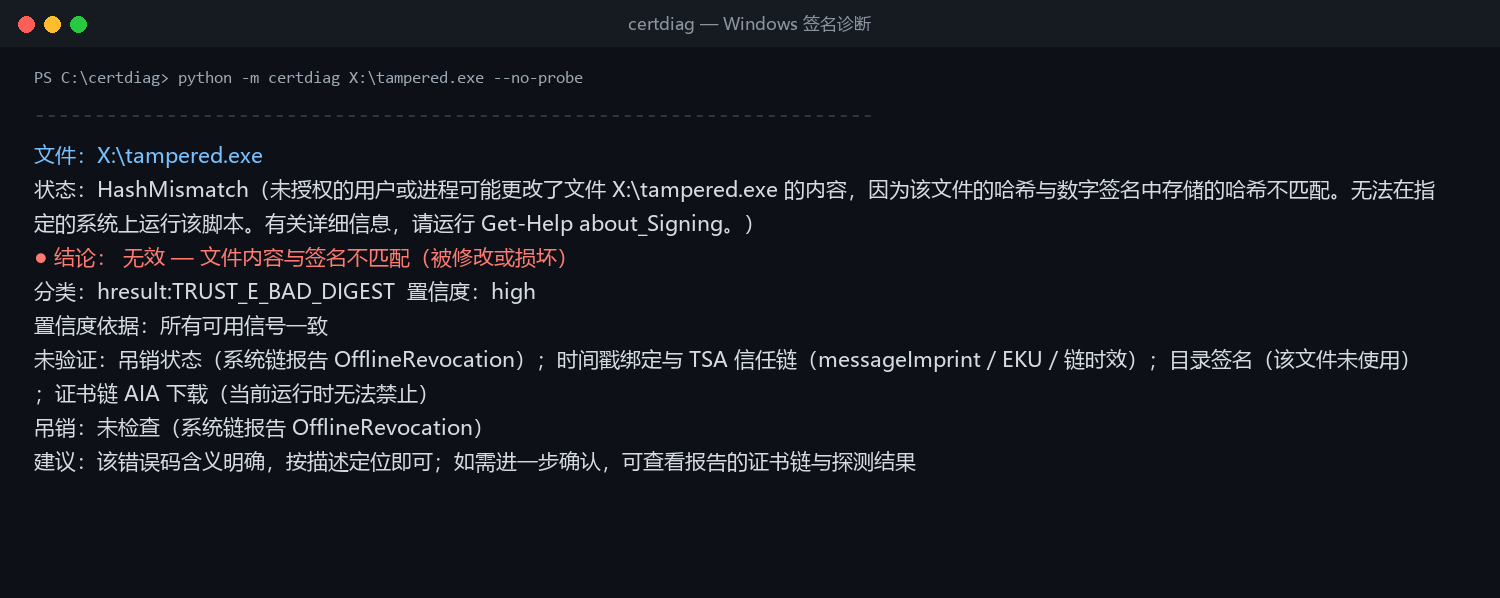 certdiag — Windows 签名诊断
PS C:\certdiag> python -m certdiag X:\tampered.exe --no-probe
----------------------------------------------------------------------
文件：X:\tampered.exe
状态：HashMismatch（未授权的用户或进程可能更改了文件 X:\tampered.exe 的内容，因为该文件的哈希与数字签名中存储的哈希不匹配。无法在指
定的系统上运行该脚本。有关详细信息，请运行 Get-Help about_Signing。）
● 结论： 无效 — 文件内容与签名不匹配（被修改或损坏）
分类：hresult:TRUST_E_BAD_DIGEST 置信度：high
置信度依据：所有可用信号一致
未验证：吊销状态（系统链报告 OfflineRevocation）；时间戳绑定与 TSA 信任链（messageImprint / EKU / 链时效）；目录签名（该文件未使用）
；证书链 AIA 下载（当前运行时无法禁止）
吊销：未检查（系统链报告 OfflineRevocation）
建议：该错误码含义明确，按描述定位即可；如需进一步确认，可查看报告的证书链与探测结果